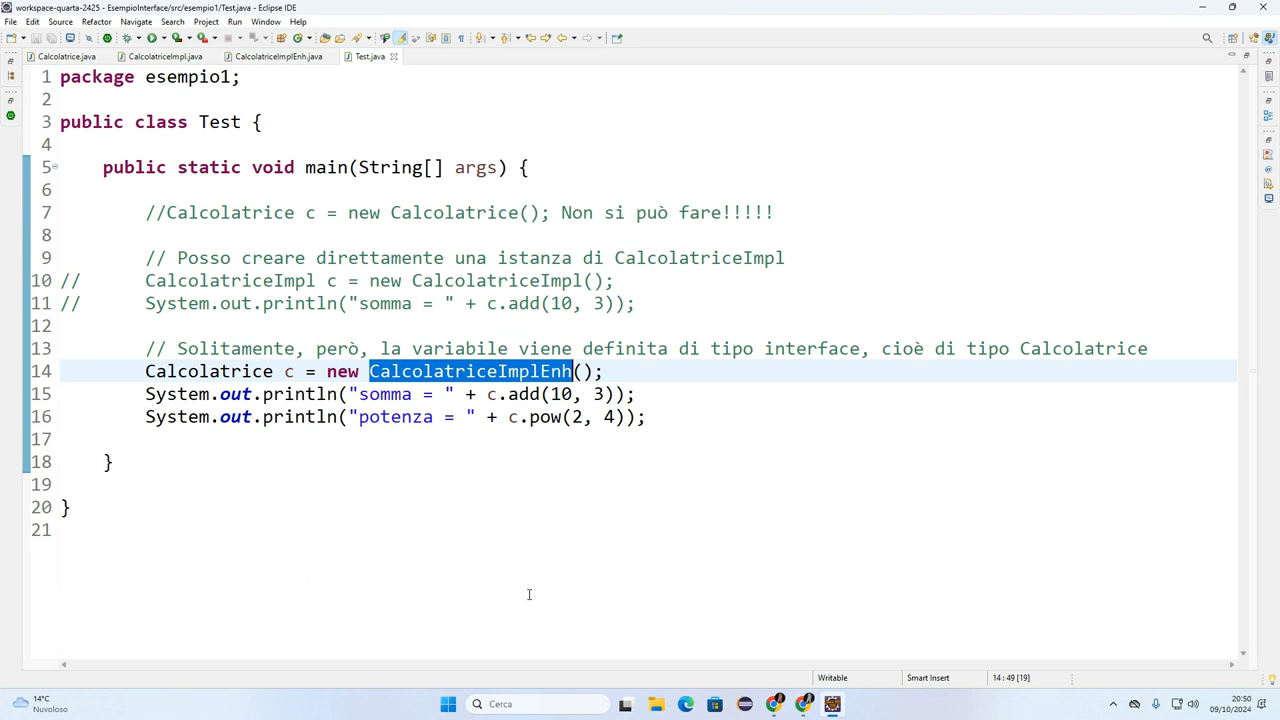 workspace-quarta-2425 - EsempioInterface/src/esempio1/Test.java - Eclipse IDE
File Edit Source Refactor Navigate Search Project Run Window Help
Calcolatrice.java CalcolatriceImpl.java CalcolatriceImplEnh.java Test.java
1 package esempio1;
2
3 public class Test {
4
5 public static void main(String[] args) {
6
7 //Calcolatrice c = new Calcolatrice(); Non si può fare!!!!!
8
9 // Posso creare direttamente una istanza di CalcolatriceImpl
10 // CalcolatriceImpl c = new CalcolatriceImpl();
11 // System.out.println("somma = " + c.add(10, 3));
12
13 // Solitamente, però, la variabile viene definita di tipo interface, cioè di tipo Calcolatrice
14 Calcolatrice c = new CalcolatriceImplEnh();
15 System.out.println("somma = " + c.add(10, 3));
16 System.out.println("potenza = " + c.pow(2, 4));
17
18 }
19
20 }
21
Writable Smart Insert 14 : 49 [19]
14°C
Nuvoloso
Cerca
20:50
09/10/2024